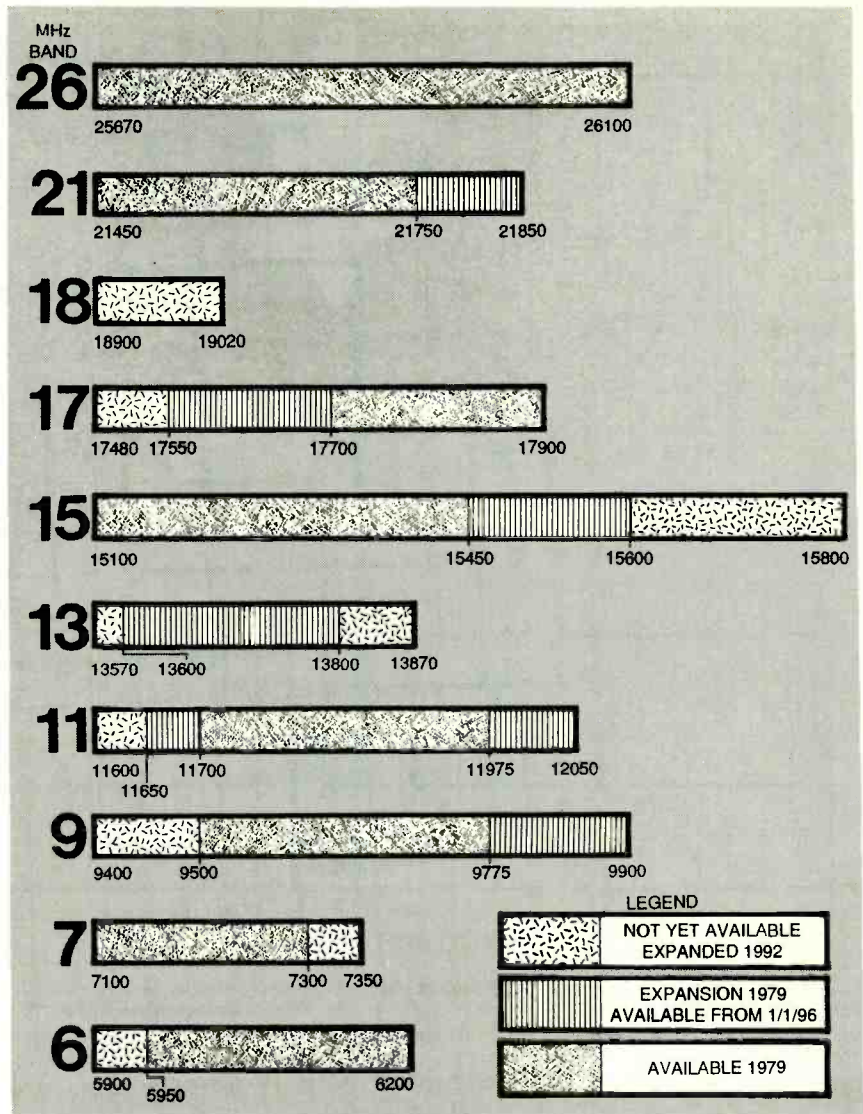 MHz
BAND
26
25670 26100
21
21450 21750 21850
18
18900 19020
17
17480 17550 17700 17900
15
15100 15450 15600 15800
13
13570 13600 13800 13870
11
11600 11700 11975 12050
11650
9
9400 9500 9775 9900
7
7100 7300 7350
6
5900 5950 6200
LEGEND
NOT YET AVAILABLE
EXPANDED 1992
EXPANSION 1979
AVAILABLE FROM 1/1/96
AVAILABLE 1979